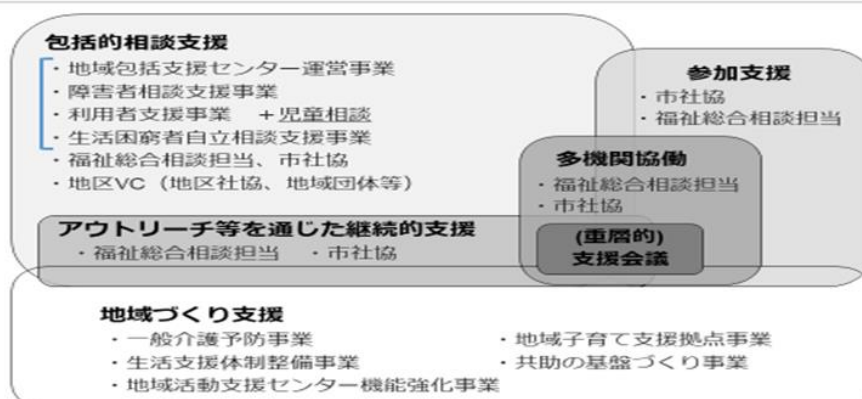 包括的相談支援
・地域包括支援センター運営事業
・障害者相談支援事業
・利用者支援事業　+児童相談
・生活困窮者自立相談支援事業
・福祉総合相談担当、市社協
・地区VC（地区社協、地域団体等）
参加支援
・市社協
・福祉総合相談担当
多機関協働
・福祉総合相談担当
・市社協
(重層的)
支援会議
アウトリーチ等を通じた継続的支援
・福祉総合相談担当　・市社協
地域づくり支援
・一般介護予防事業
・生活支援体制整備事業
・地域活動支援センター機能強化事業
・地域子育て支援拠点事業
・共助の基盤づくり事業